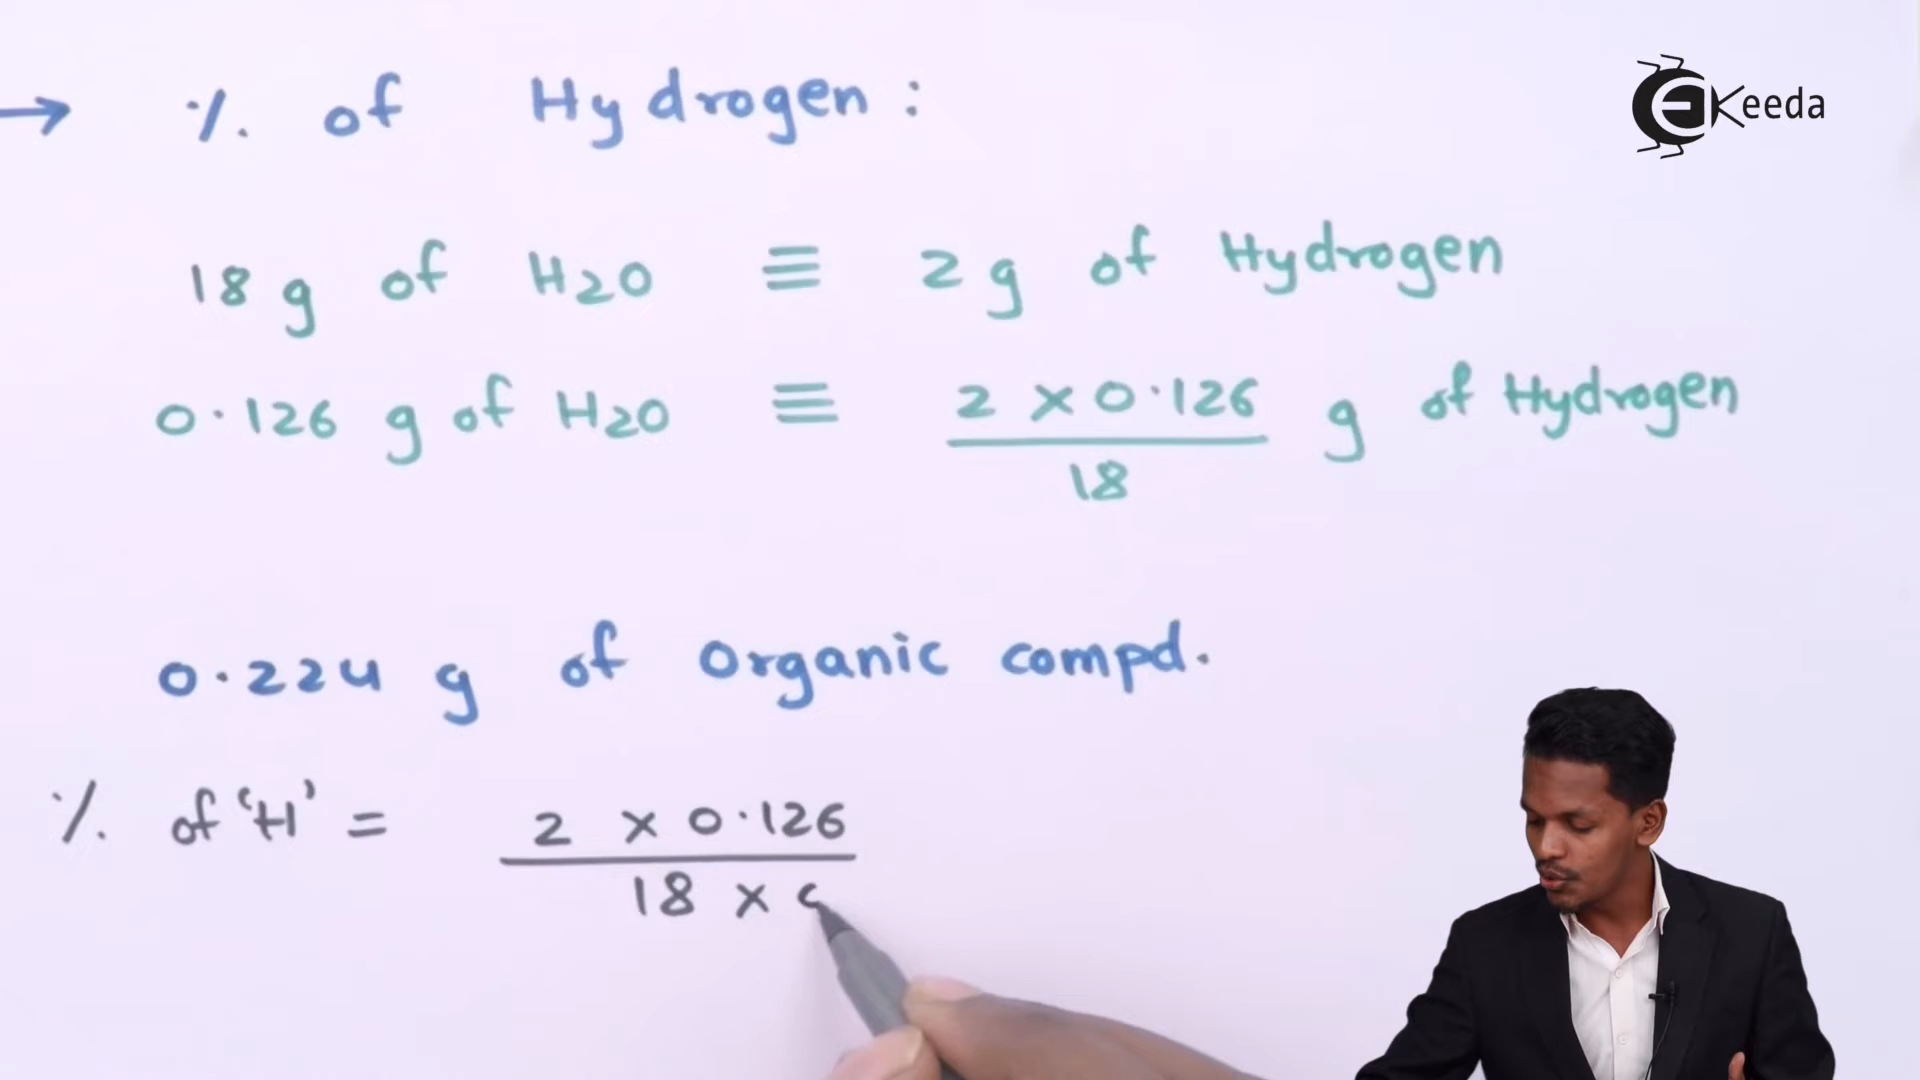 Keeda
→ % of Hydrogen:
18 g of H2O ≡ 2g of Hydrogen
0.126 g of H2O ≡ 2 x 0.126 / 18 g of Hydrogen
0.224 g of Organic compd.
% of 'H' = 2 x 0.126 / 18 x